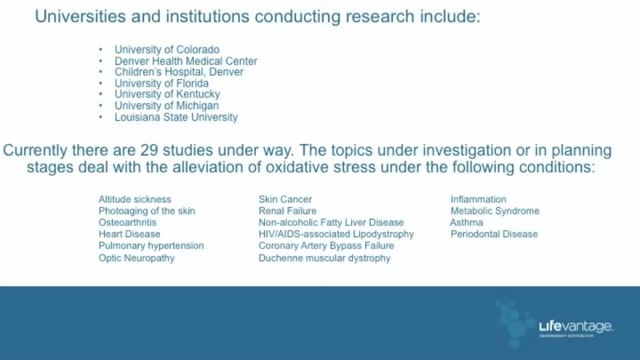 Universities and institutions conducting research include:
• University of Colorado
• Denver Health Medical Center
• Children's Hospital, Denver
• University of Florida
• University of Kentucky
• University of Michigan
• Louisiana State University
Currently there are 29 studies under way. The topics under investigation or in planning
stages deal with the alleviation of oxidative stress under the following conditions:
Altitude sickness
Photoaging of the skin
Osteoarthritis
Heart Disease
Pulmonary hypertension
Optic Neuropathy
Skin Cancer
Renal Failure
Non-alcoholic Fatty Liver Disease
HIV/AIDS-associated Lipodystrophy
Coronary Artery Bypass Failure
Duchenne muscular dystrophy
Inflammation
Metabolic Syndrome
Asthma
Periodontal Disease
Lifevantage.
INDEPENDENT DISTRIBUTOR